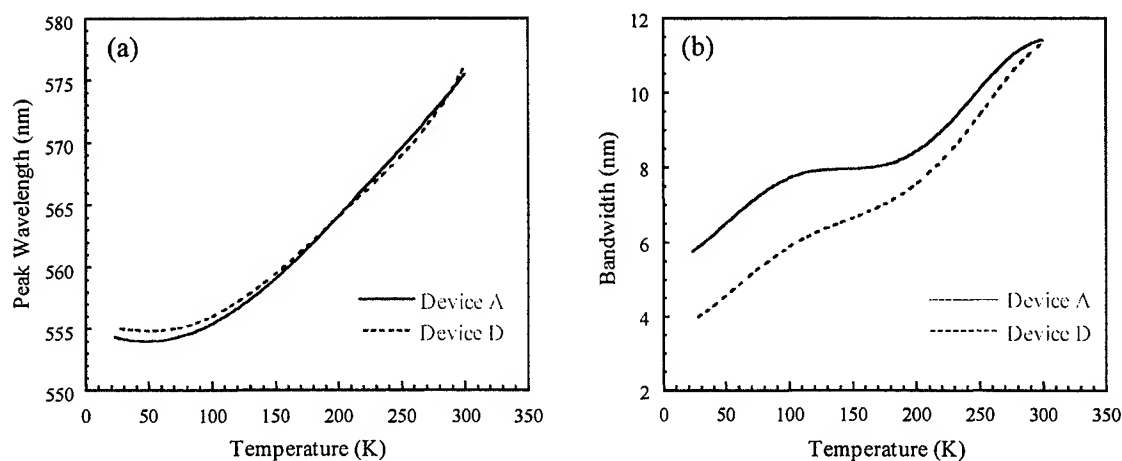 (a)
Peak Wavelength (nm)
580
575
570
565
560
555
550
0 50 100 150 200 250 300 350
Temperature (K)
Device A
Device D
(b)
Bandwidth (nm)
12
10
8
6
4
2
0 50 100 150 200 250 300 350
Temperature (K)
Device A
Device D